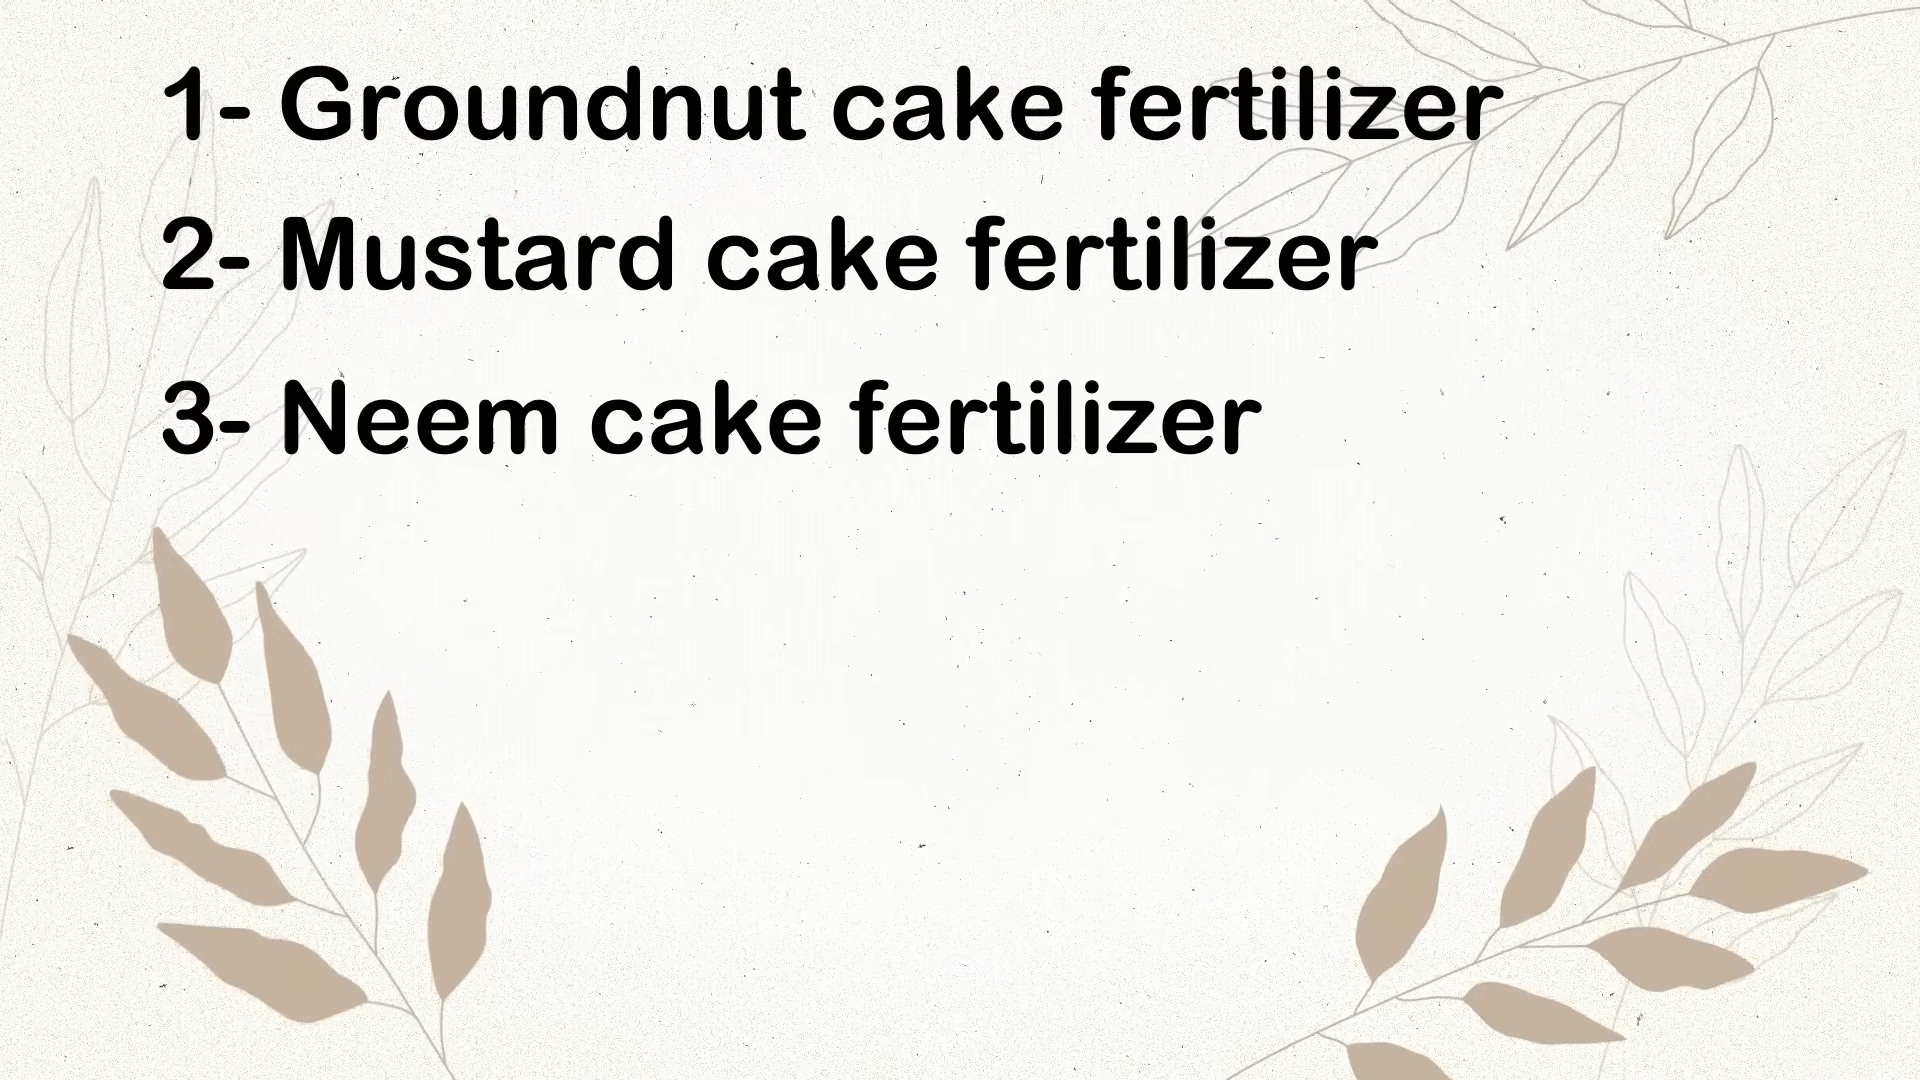 1- Groundnut cake fertilizer
2- Mustard cake fertilizer
3- Neem cake fertilizer